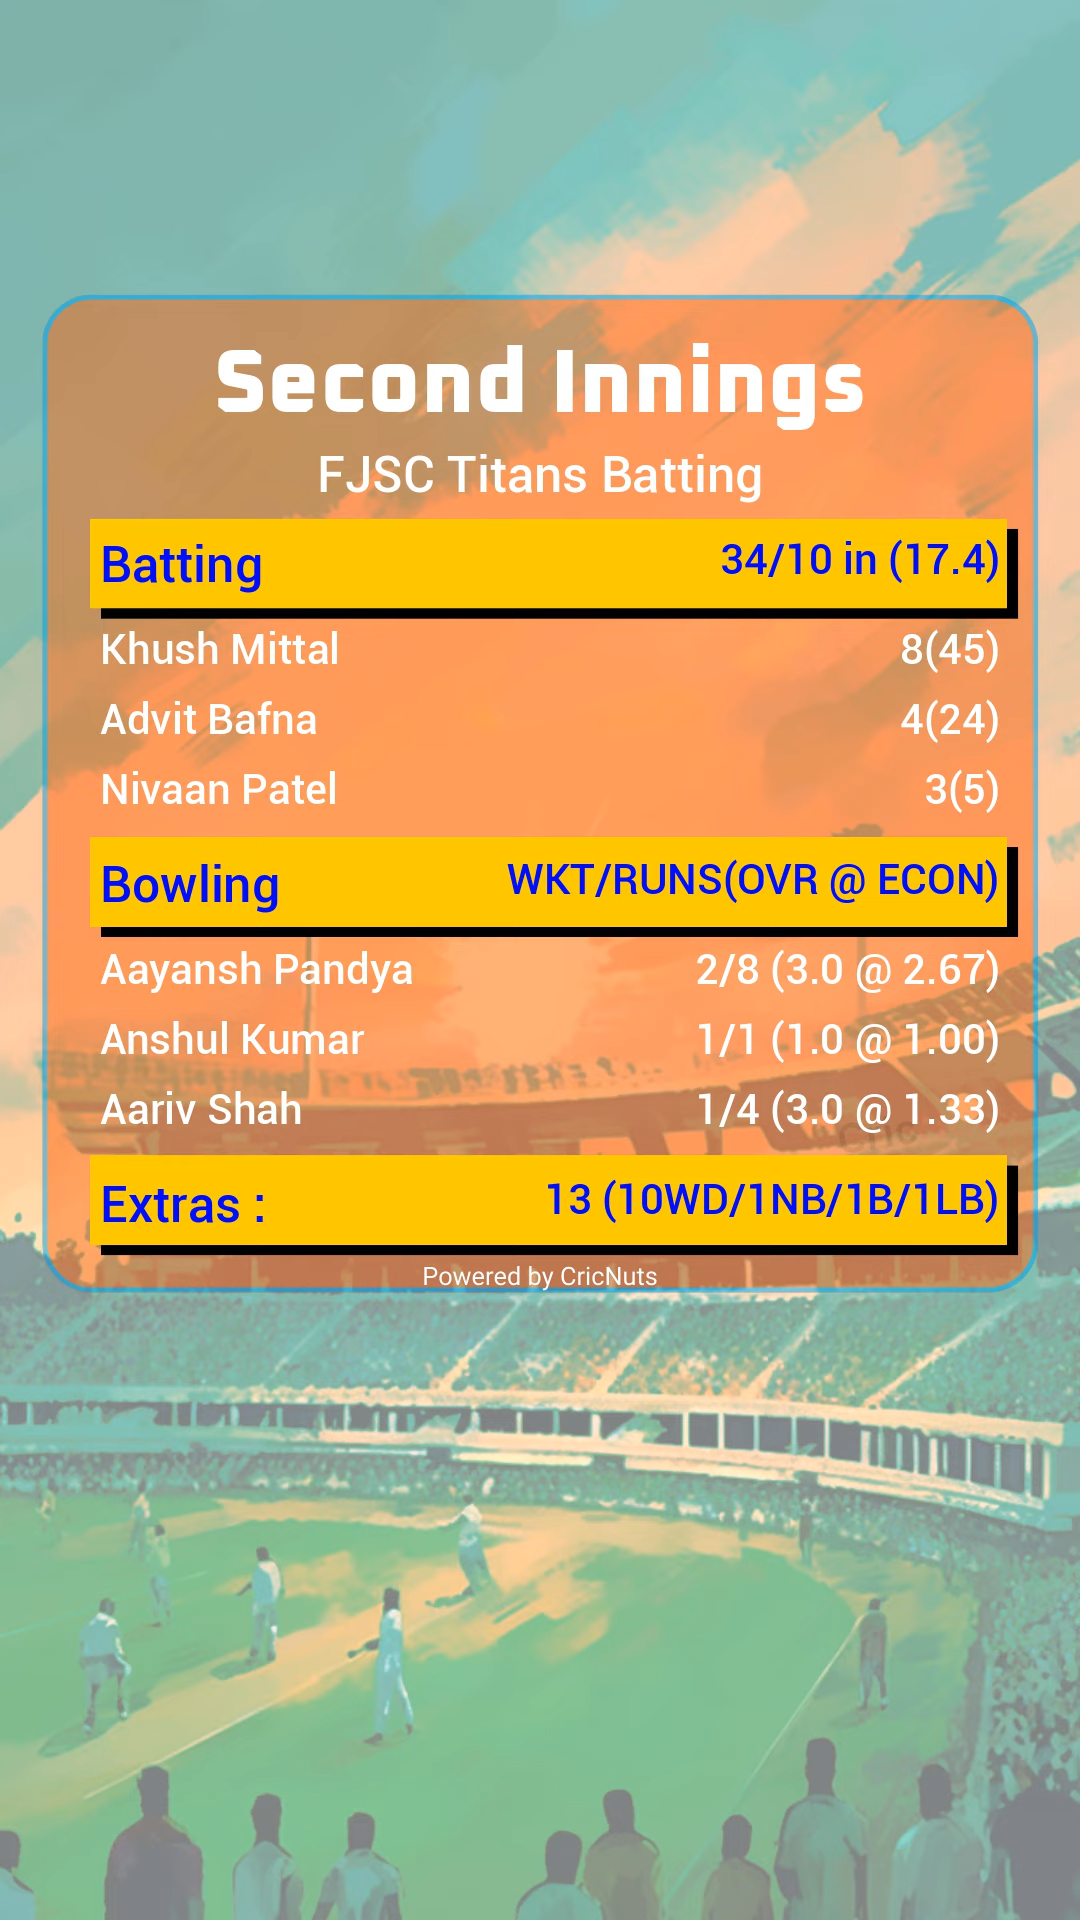 Second Innings
FJSC Titans Batting
Batting 34/10 in (17.4)
Khush Mittal 8(45)
Advit Bafna 4(24)
Nivaan Patel 3(5)
Bowling WKT/RUNS(OVR @ ECON)
Aayansh Pandya 2/8 (3.0 @ 2.67)
Anshul Kumar 1/1 (1.0 @ 1.00)
Aariv Shah 1/4 (3.0 @ 1.33)
Extras : 13 (10WD/1NB/1B/1LB)
Powered by CricNuts